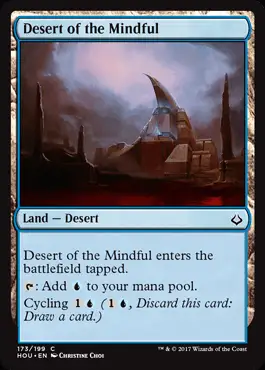 Desert of the Mindful
Land — Desert
Desert of the Mindful enters the
battlefield tapped.
: Add to your mana pool.
Cycling 1 (1 , Discard this card:
Draw a card.)
173/199 C
HOU • EN Christine Choi
™ & © 2017 Wizards of the Coast